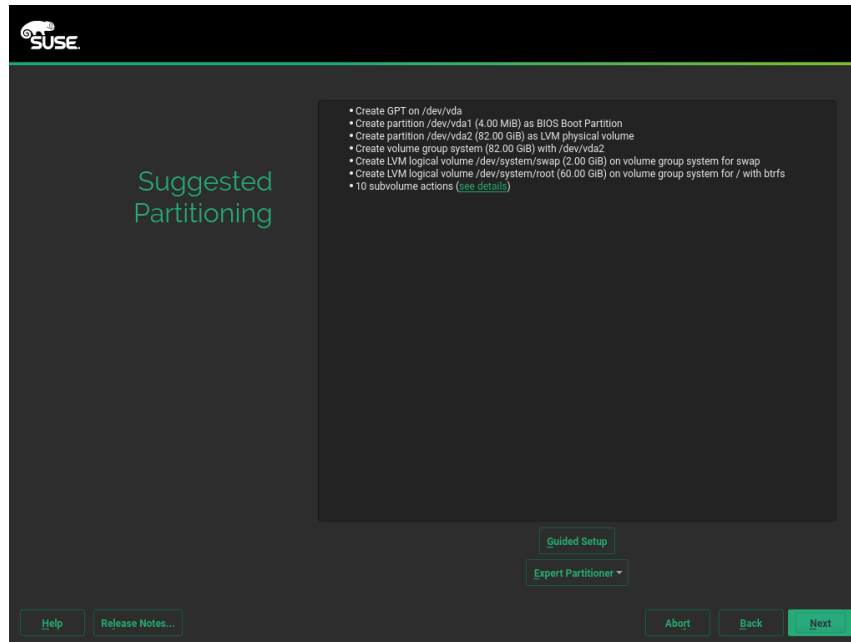 SUSE.
Suggested
Partitioning
• Create GPT on /dev/vda
• Create partition /dev/vda1 (4.00 MiB) as BIOS Boot Partition
• Create partition /dev/vda2 (82.00 GiB) as LVM physical volume
• Create volume group system (82.00 GiB) with /dev/vda2
• Create LVM logical volume /dev/system/swap (2.00 GiB) on volume group system for swap
• Create LVM logical volume /dev/system/root (60.00 GiB) on volume group system for / with btrfs
• 10 subvolume actions (see details)
Guided Setup
Expert Partitioner
Help
Release Notes...
Abort
Back
Next